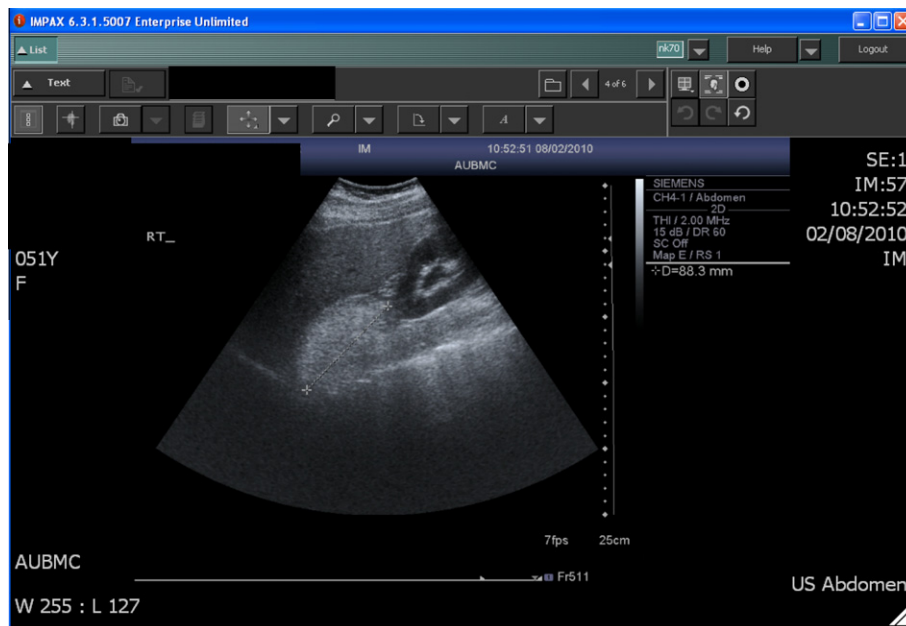 IMPAX 6.3.1.5007 Enterprise Unlimited
List
nk70
Help
Logout
Text
4 of 6
A
IM
10:52:51 08/02/2010
AUBMC
SE:1
IM:57
10:52:52
02/08/2010
IM
RT_
051Y
F
SIEMENS
CH4-1 / Abdomen
2D
THI / 2.00 MHz
15 dB / DR 60
SC Off
Map E / RS 1
D=88.3 mm
7fps
25cm
Fr511
AUBMC
W 255 : L 127
US Abdomen